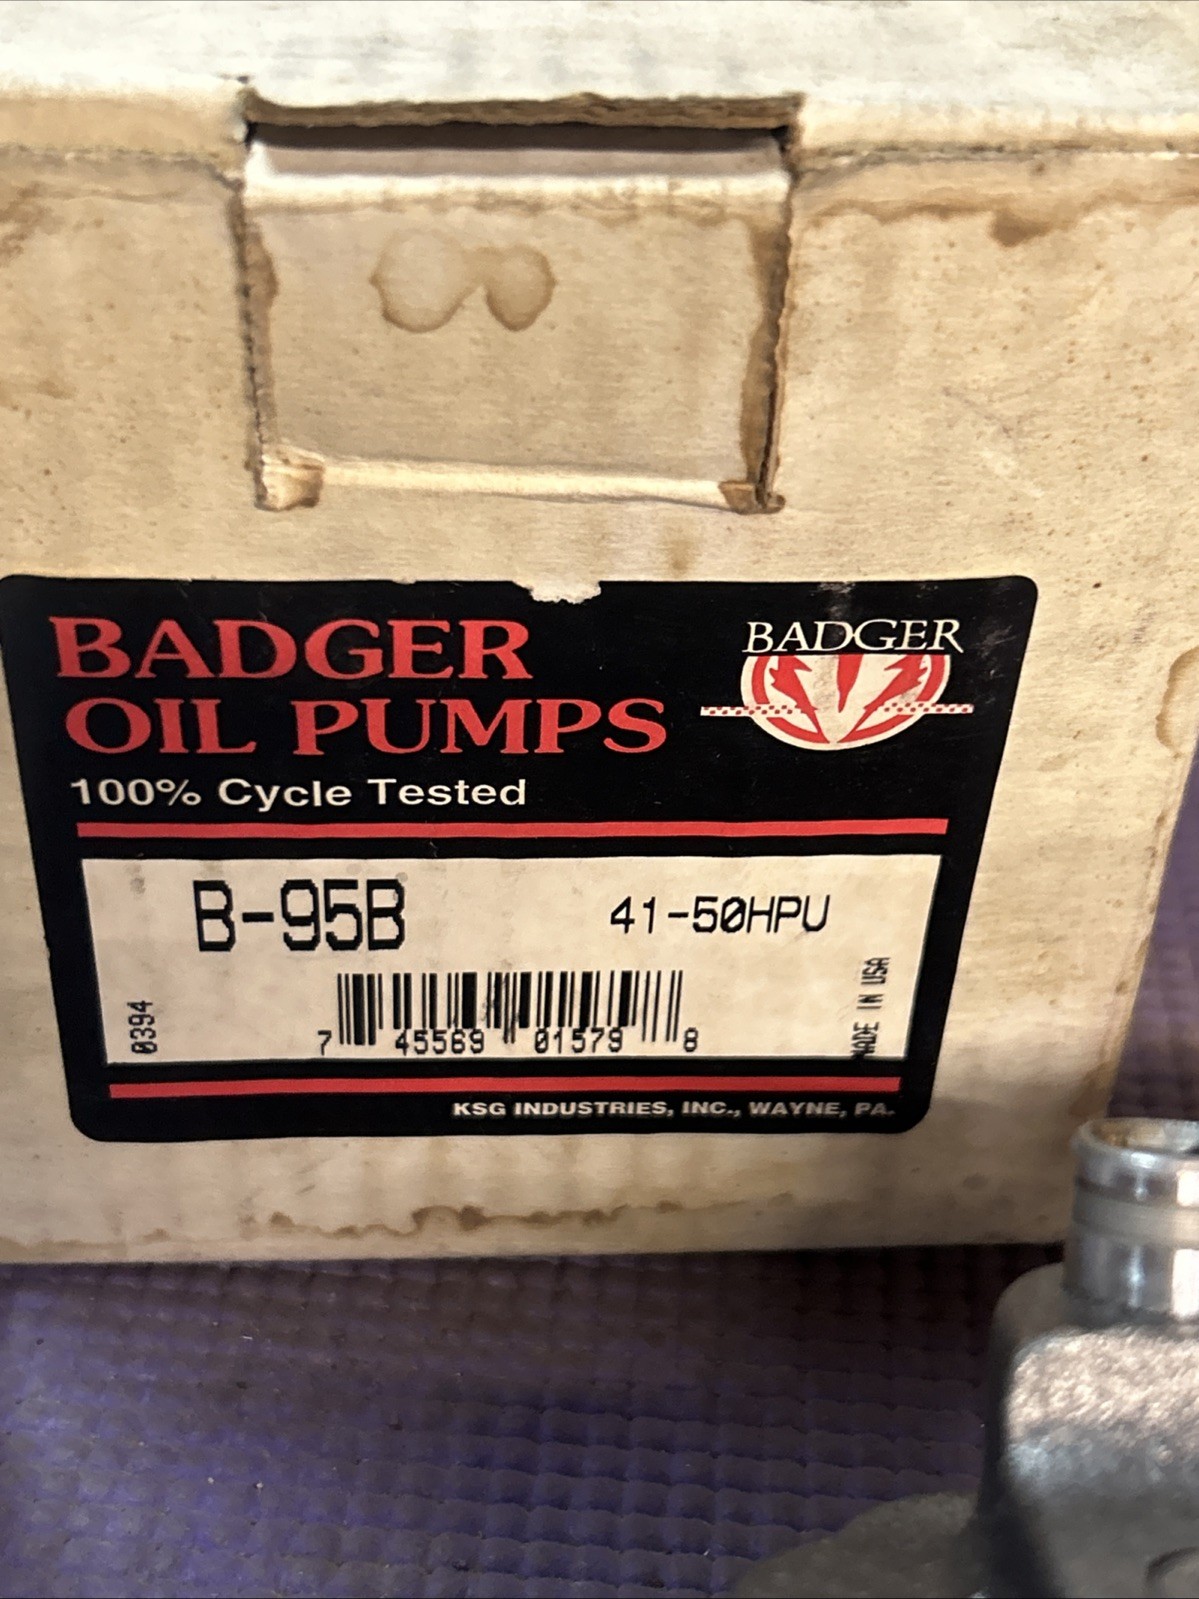 BADGER
OIL PUMPS
100% Cycle Tested
BADGER
B-95B
41-50HPU
0394
7 45569 01579 8
MADE IN USA
KSG INDUSTRIES, INC., WAYNE, PA.